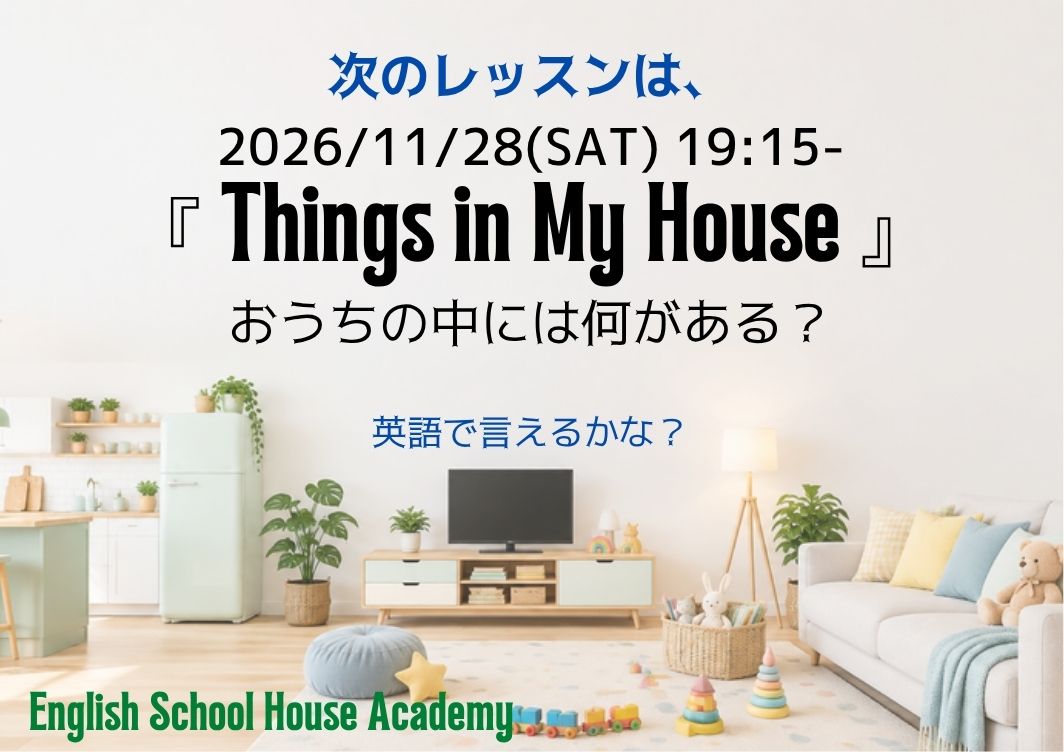 次のレッスンは、
2026/11/28(SAT) 19:15-
『 Things in My House 』
おうちの中には何がある？
英語で言えるかな？
English School House Academy